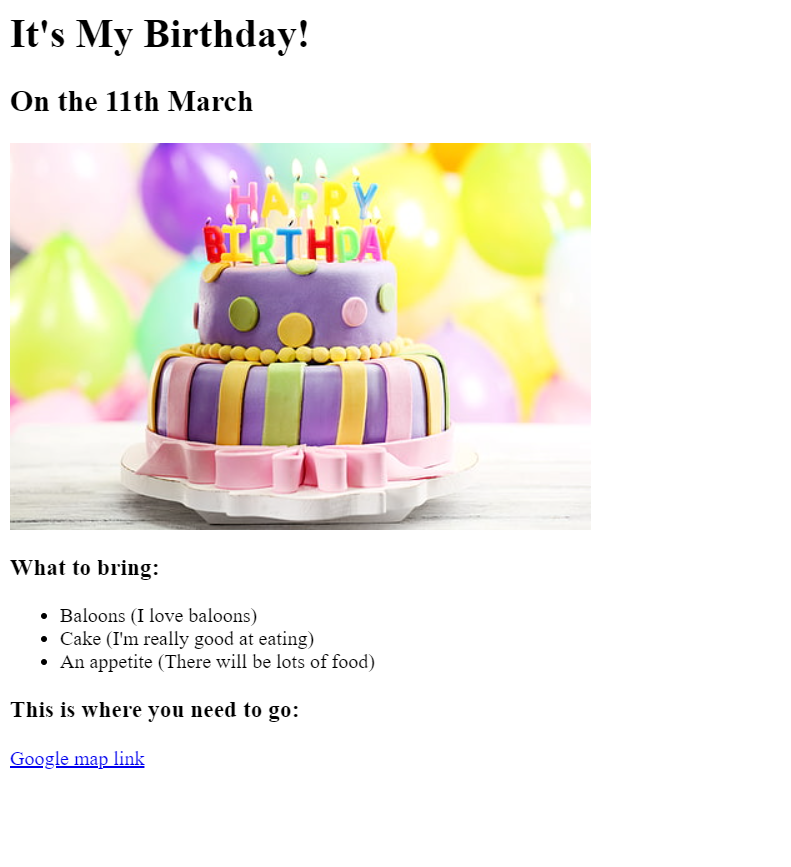 It's My Birthday!
On the 11th March
HAPPY
BIRTHDAY
What to bring:
Baloons (I love baloons)
Cake (I'm really good at eating)
An appetite (There will be lots of food)
This is where you need to go:
Google map link